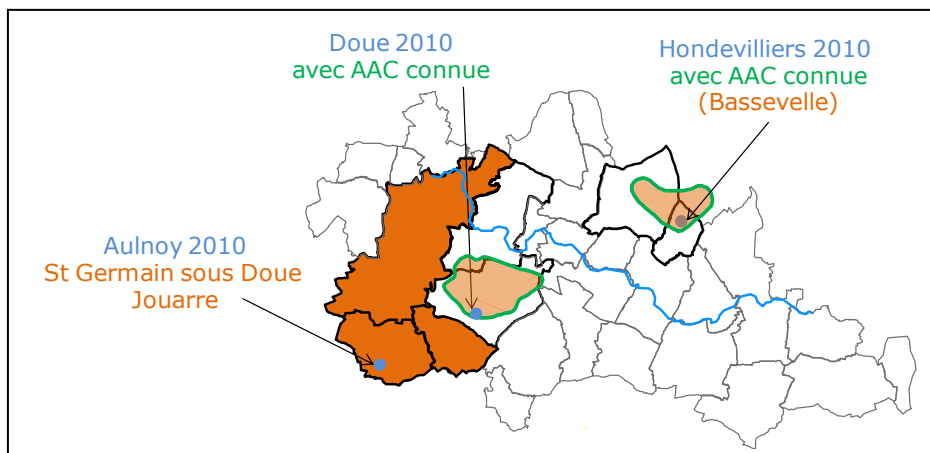 Doue 2010
avec AAC connue
Hondevilliers 2010
avec AAC connue
(Bassevelle)
Aulnoy 2010
St Germain sous Doue
Jouarre